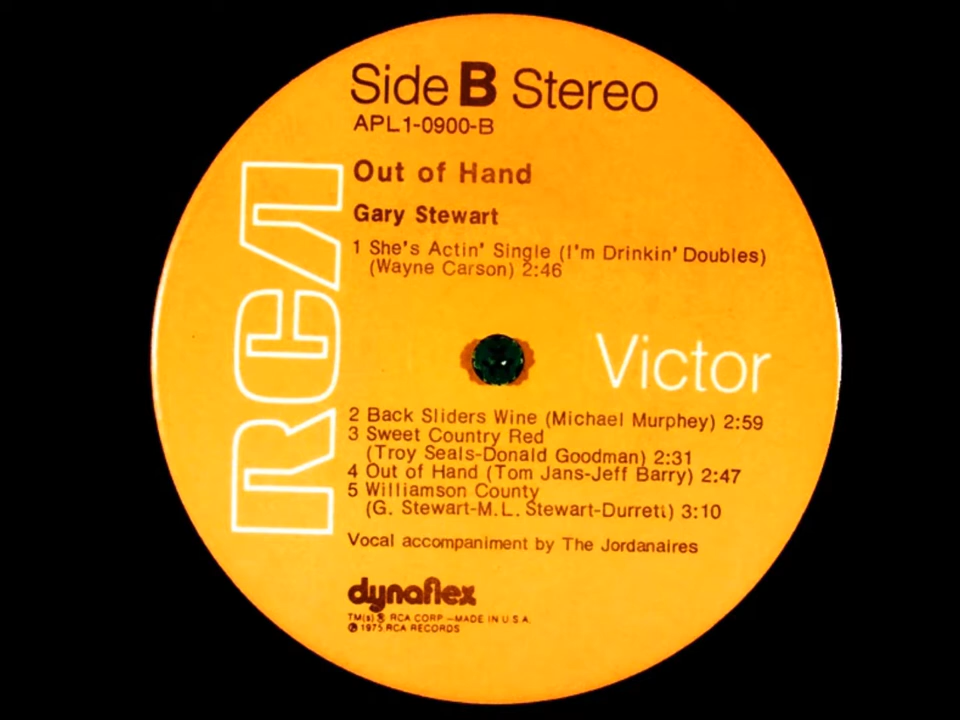 Side B Stereo
APL1-0900-B
Out of Hand
Gary Stewart
1 She's Actin' Single (I'm Drinkin' Doubles)
(Wayne Carson) 2:46
RCA
Victor
2 Back Sliders Wine (Michael Murphey) 2:59
3 Sweet Country Red
(Troy Seals-Donald Goodman) 2:31
4 Out of Hand (Tom Jans-Jeff Barry) 2:47
5 Williamson County
(G. Stewart-M.L. Stewart-Durrett) 3:10
Vocal accompaniment by The Jordanaires
dynaflex
TM(s) ® RCA CORP –MADE IN U.S.A.
℗ 1975 RCA RECORDS